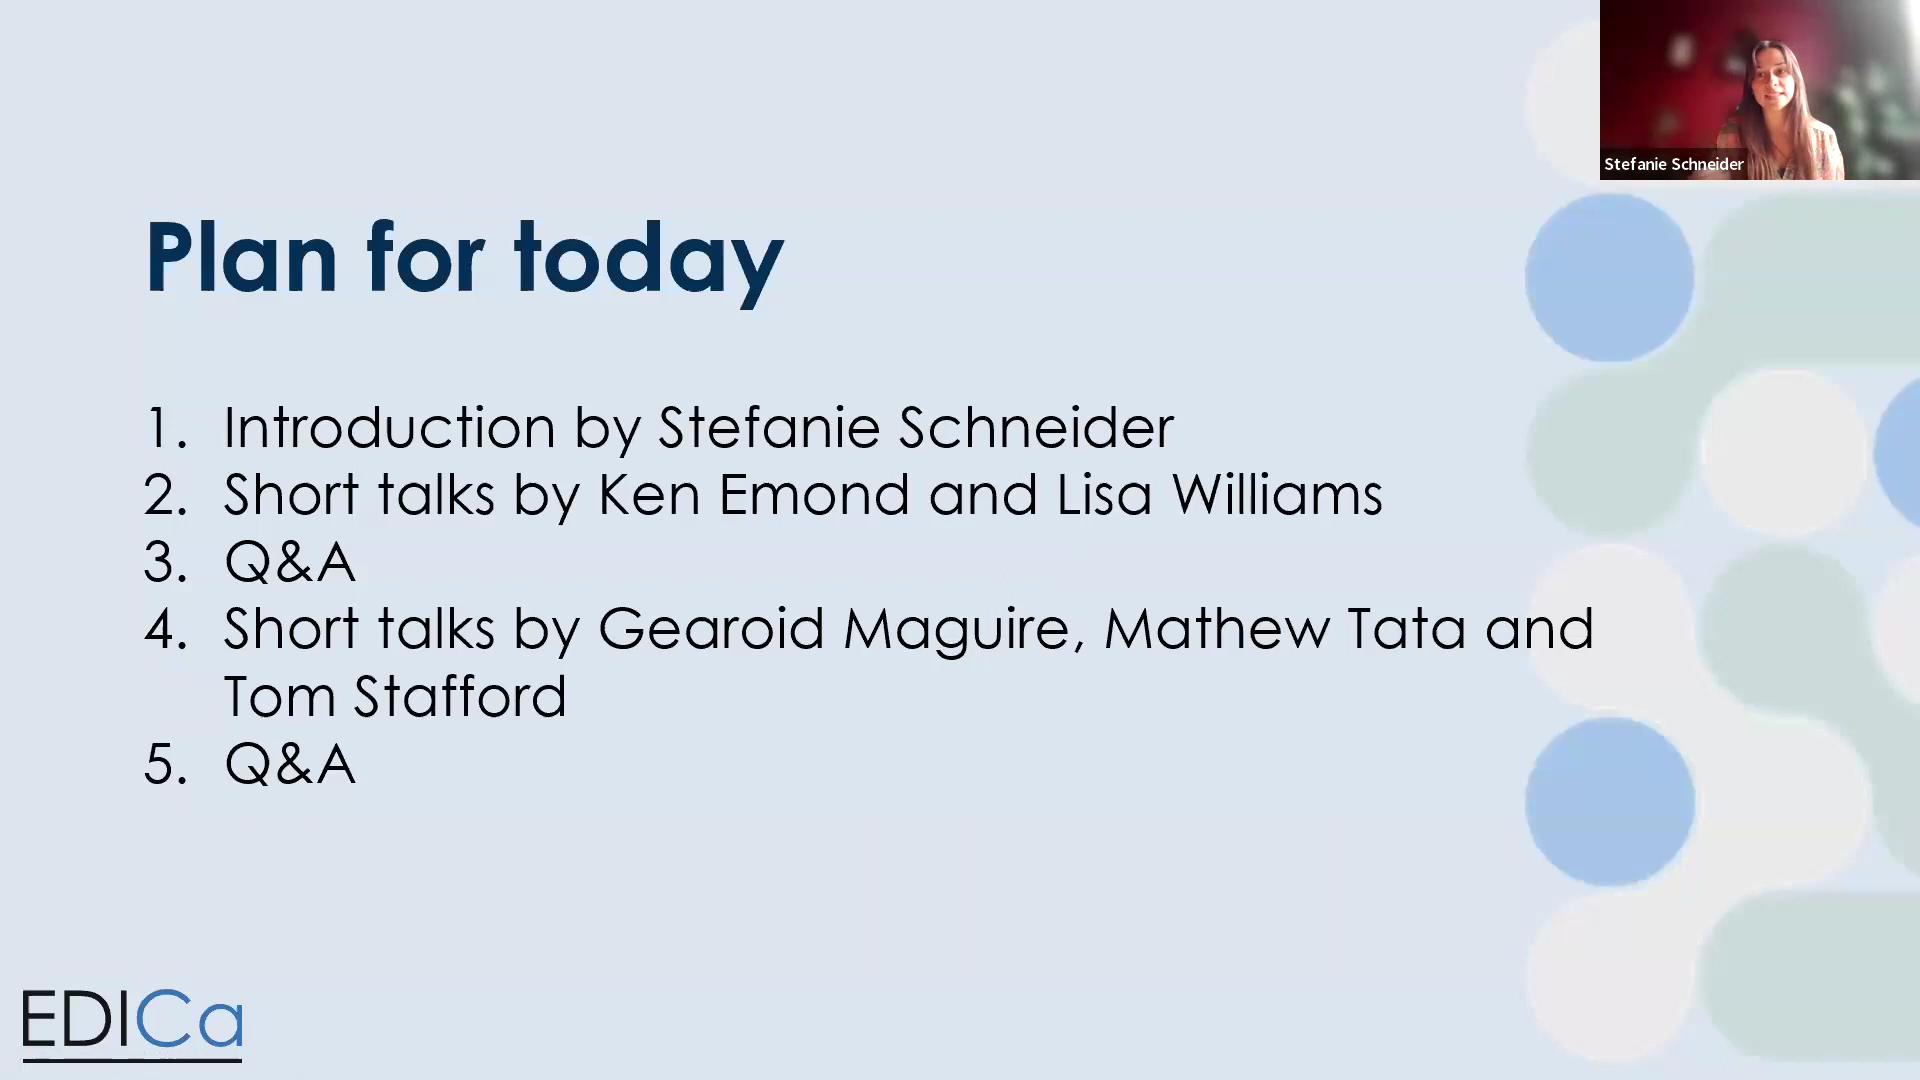 Stefanie Schneider
Plan for today
1. Introduction by Stefanie Schneider
2. Short talks by Ken Emond and Lisa Williams
3. Q&A
4. Short talks by Gearoid Maguire, Mathew Tata and
Tom Stafford
5. Q&A
EDICa